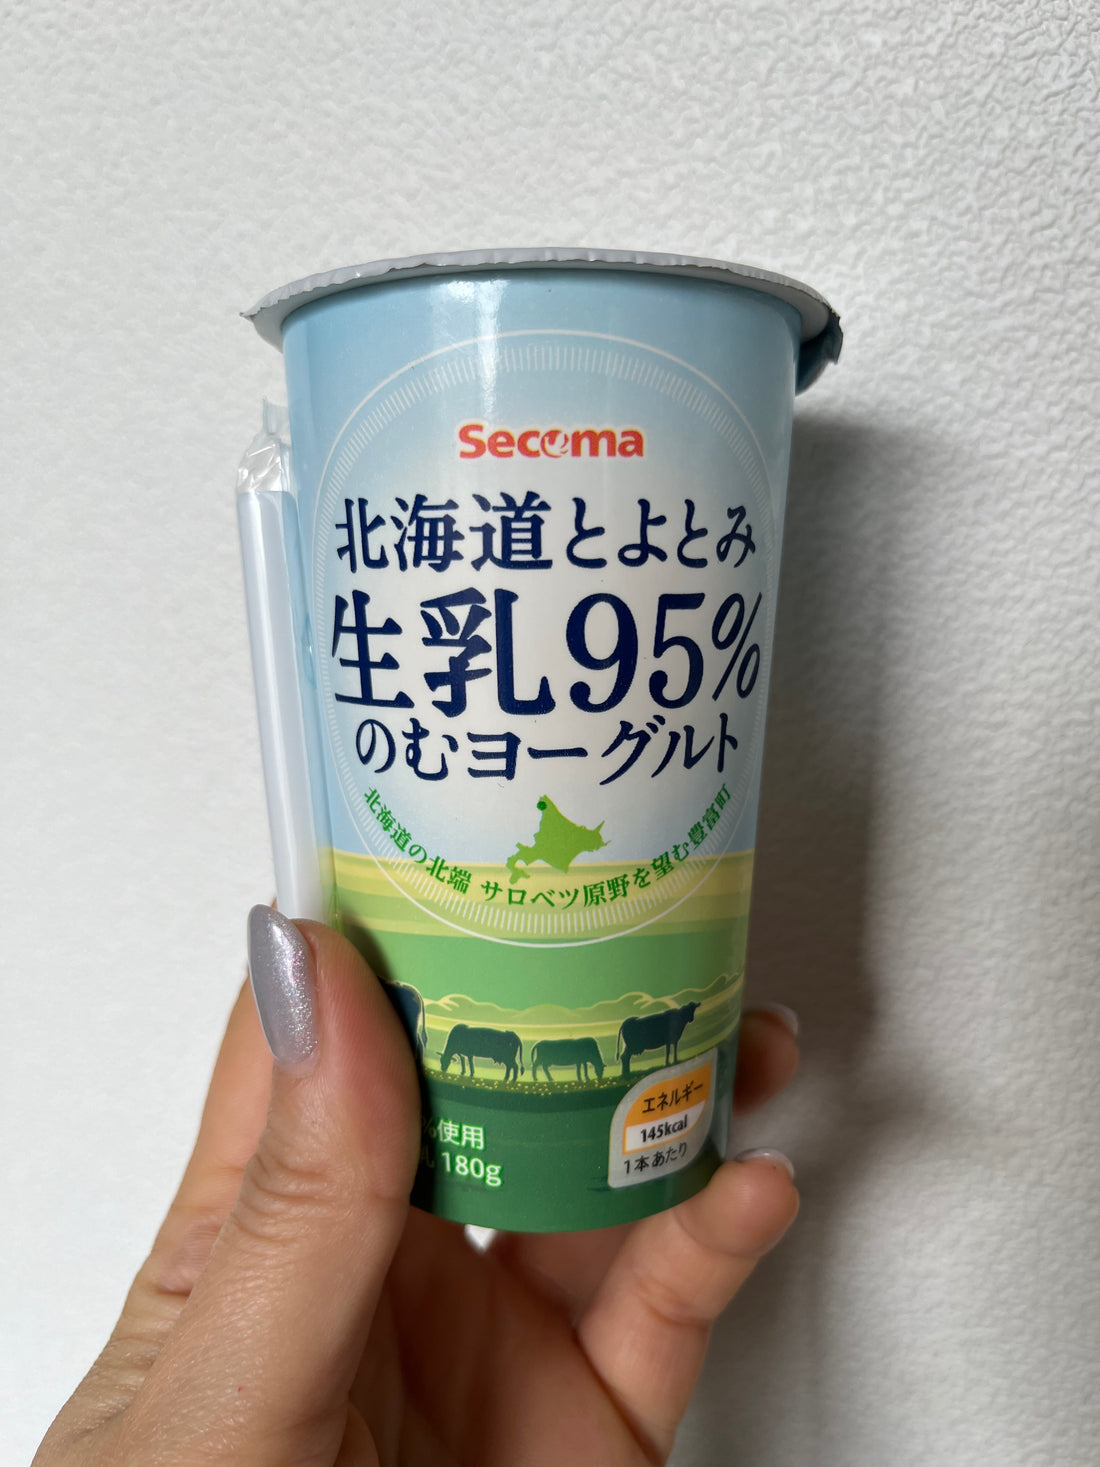 Secoma
北海道とよとみ
生乳95%
のむヨーグルト
北海道の北端 サロベツ原野を望む豊富町
%使用
乳 180g
エネルギー
145kcal
1本あたり